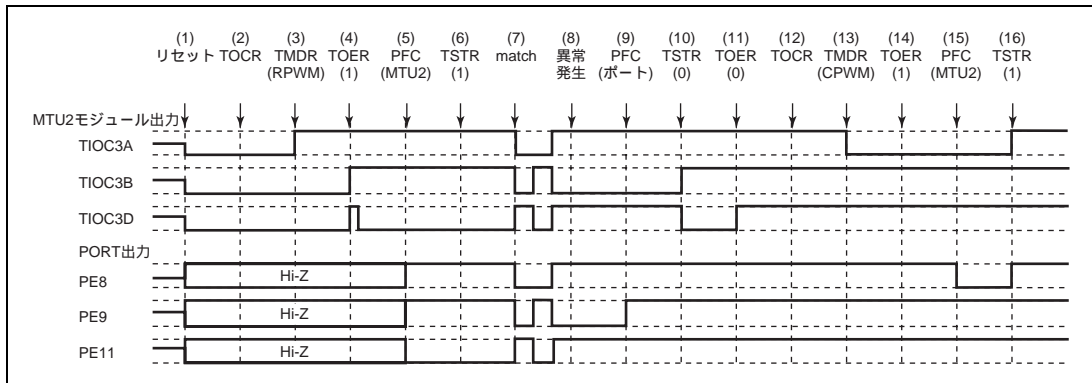 (1) (2) (3) (4) (5) (6) (7) (8) (9) (10) (11) (12) (13) (14) (15) (16)
リセット TOCR TMDR TOER PFC TSTR match 異常 PFC TSTR TOER TOCR TMDR TOER PFC TSTR
(RPWM) (1) (MTU2) (1) 発生 (ポート) (0) (0) (CPWM) (1) (MTU2) (1)
MTU2モジュール出力
TIOC3A
TIOC3B
TIOC3D
PORT出力
PE8 Hi-Z
PE9 Hi-Z
PE11 Hi-Z